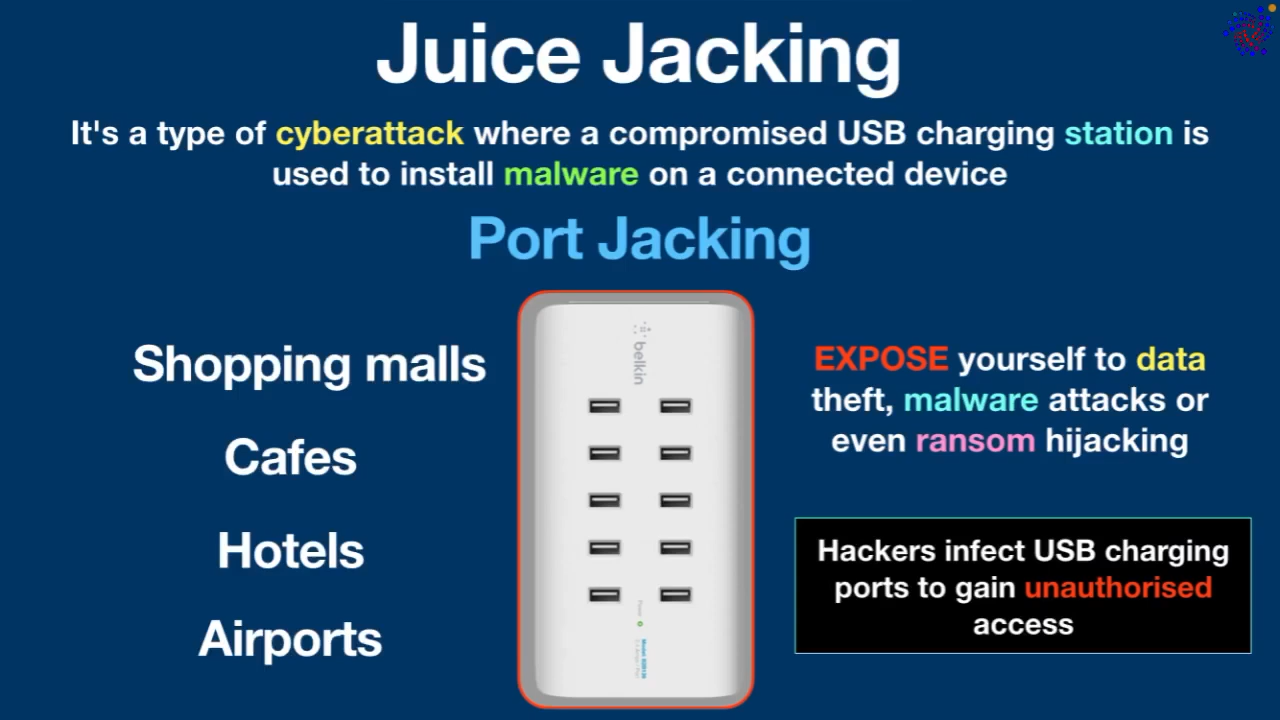 Juice Jacking
It's a type of cyberattack where a compromised USB charging station is
used to install malware on a connected device
Port Jacking
Shopping malls
Cafes
Hotels
Airports
belkin
EXPOSE yourself to data
theft, malware attacks or
even ransom hijacking
Hackers infect USB charging
ports to gain unauthorised
access